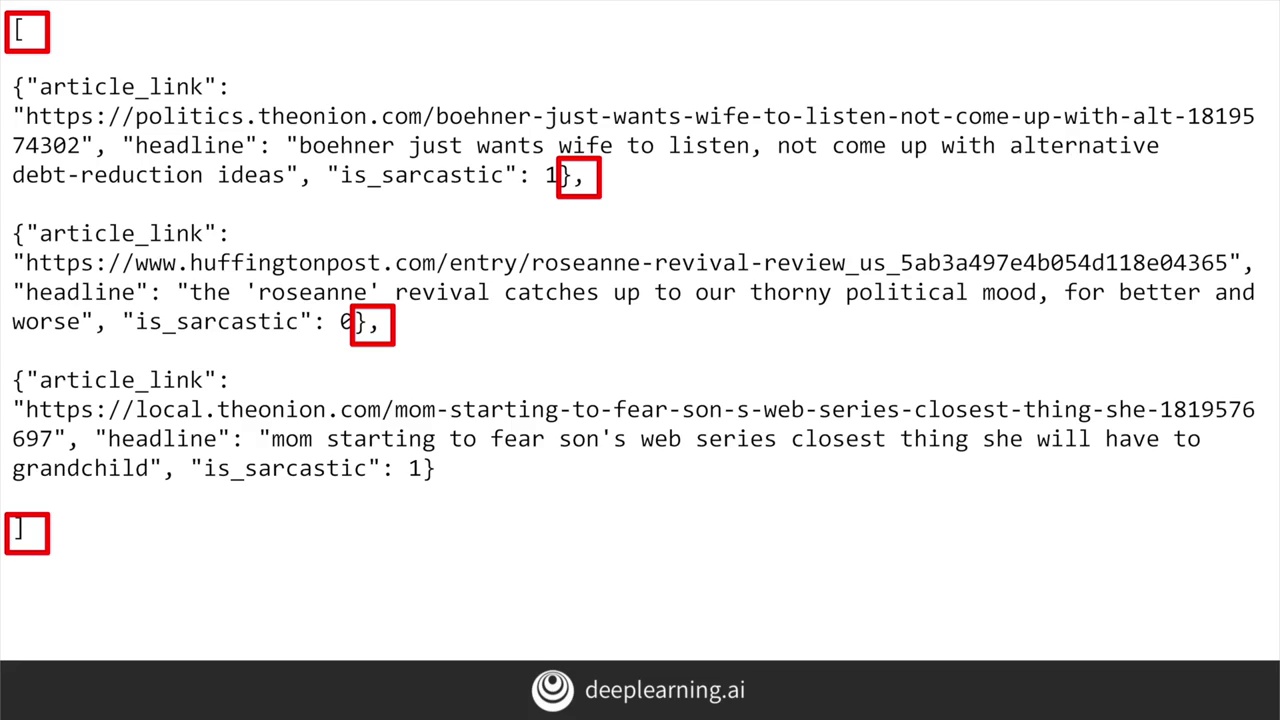 [
{"article_link":
"https://politics.theonion.com/boehner-just-wants-wife-to-listen-not-come-up-with-alt-18195
74302", "headline": "boehner just wants wife to listen, not come up with alternative
debt-reduction ideas", "is_sarcastic": 1},
{"article_link":
"https://www.huffingtonpost.com/entry/roseanne-revival-review_us_5ab3a497e4b054d118e04365",
"headline": "the 'roseanne' revival catches up to our thorny political mood, for better and
worse", "is_sarcastic": 0},
{"article_link":
"https://local.theonion.com/mom-starting-to-fear-son-s-web-series-closest-thing-she-1819576
697", "headline": "mom starting to fear son's web series closest thing she will have to
grandchild", "is_sarcastic": 1}
]
deeplearning.ai